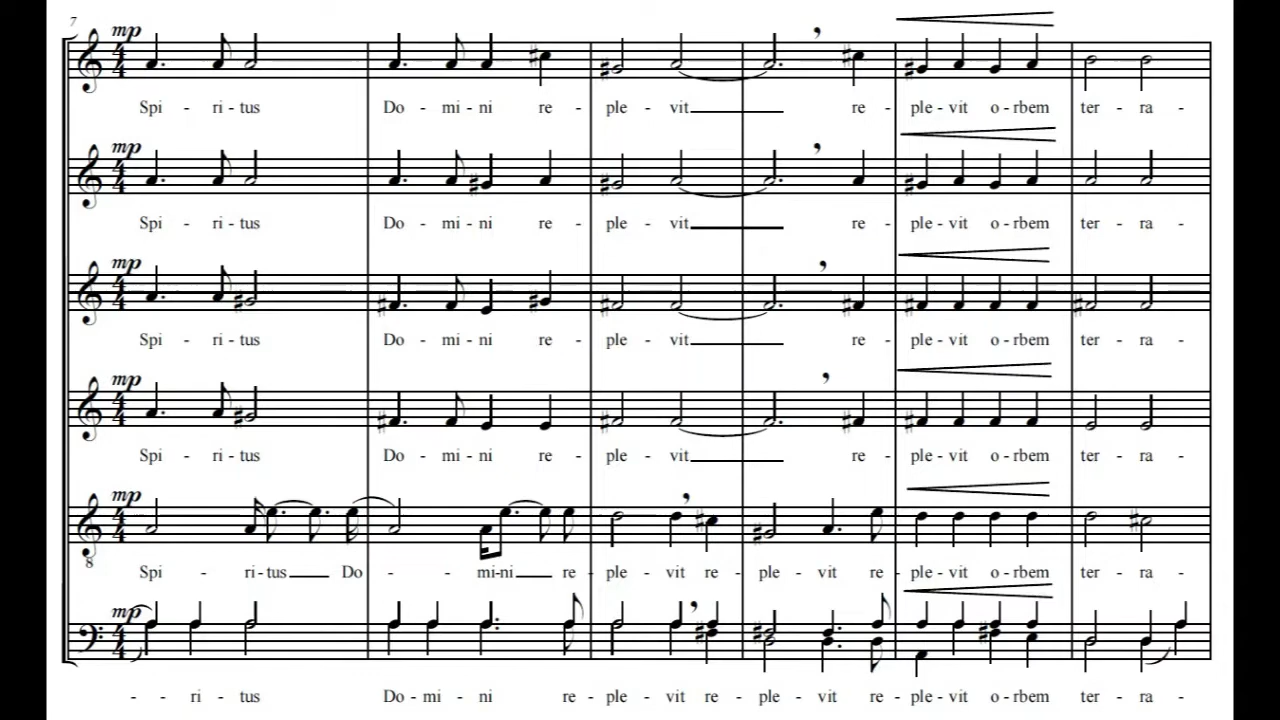 7
mp
Spi - ri - tus Do - mi - ni re - ple - vit re - ple - vit o - rbem ter - ra -
mp
Spi - ri - tus Do - mi - ni re - ple - vit re - ple - vit o - rbem ter - ra -
mp
Spi - ri - tus Do - mi - ni re - ple - vit re - ple - vit o - rbem ter - ra -
mp
Spi - ri - tus Do - mi - ni re - ple - vit re - ple - vit o - rbem ter - ra -
mp
8
Spi - ri - tus Do - - mi-ni re - ple - vit re - ple - vit re - ple - vit o - rbem ter - ra -
mp
- - ri - tus Do - mi - ni re - ple - vit re - ple - vit re - ple - vit o - rbem ter - ra -